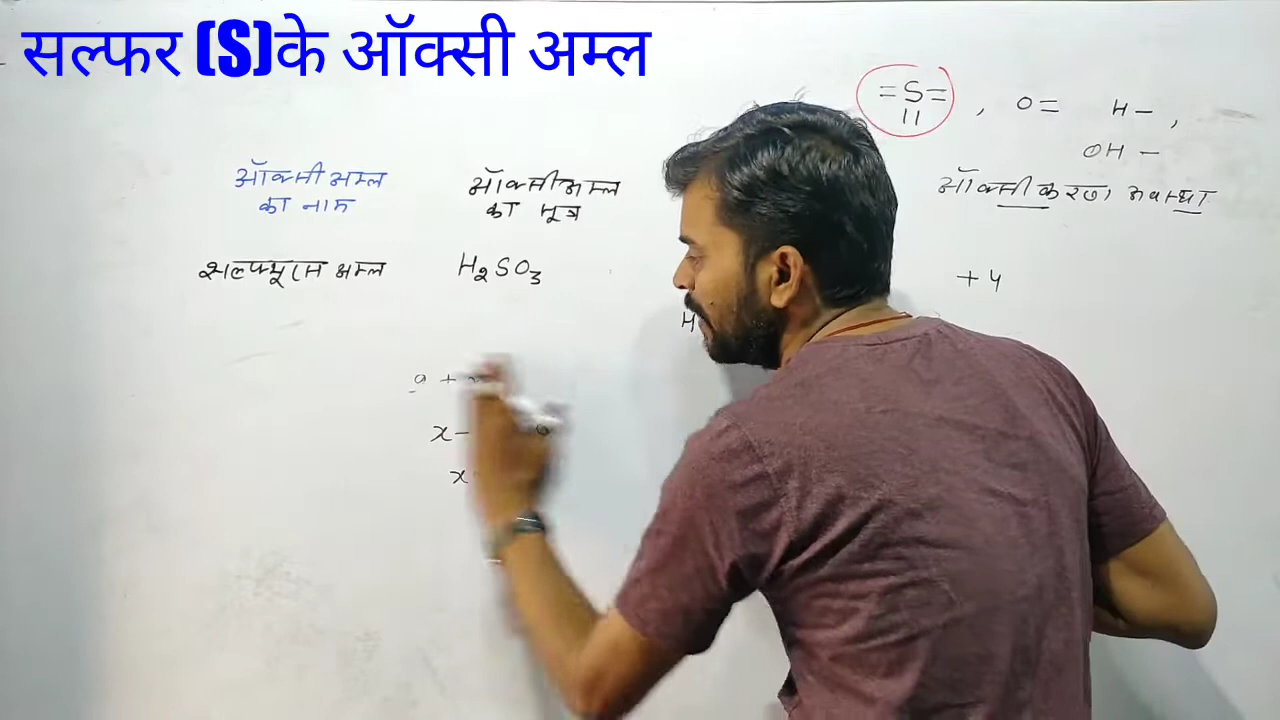 सल्फर (S)के ऑक्सी अम्ल
=S= , O= H- ,
||
OH -
ऑक्सीअम्ल
का नाम
ऑक्सीअम्ल
का सूत्र
ऑक्सीकरण अवस्था
सल्फ्यूरस अम्ल H₂SO₃ +4
H
x -
x